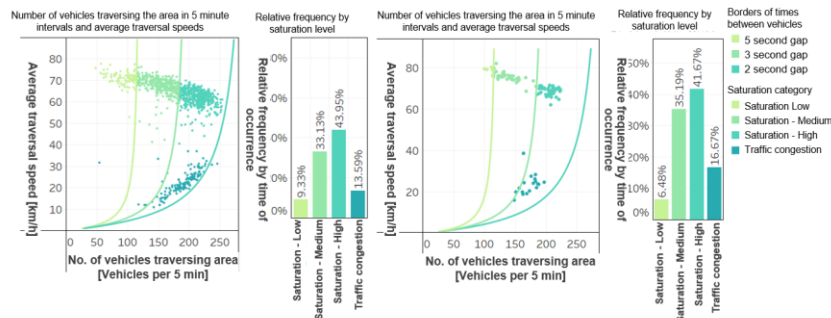 Number of vehicles traversing the area in 5 minute
intervals and average traversal speeds
Average traversal speed [km/h]
80
70
60
50
40
30
20
10
0
50
100
150
200
250
No. of vehicles traversing area
[Vehicles per 5 min]
Relative frequency by
saturation level
Relative frequency by time of
occurrence
0%
0%
0%
0%
9.33%
33.13%
43.95%
13.59%
Saturation - Low
Saturation - Medium
Saturation - High
Traffic congestion
Number of vehicles traversing the area in 5 minute
intervals and average traversal speeds
Average traversal speed [km/h]
80
60
40
20
0
50
100
150
200
250
No. of vehicles traversing area
[Vehicles per 5 min]
Relative frequency by
saturation level
Relative frequency by time of
occurrence
50%
40%
30%
20%
10%
0%
6.48%
35.19%
41.67%
16.67%
Saturation - Low
Saturation - Medium
Saturation - High
Traffic congestion
Borders of times
between vehicles
5 second gap
3 second gap
2 second gap
Saturation category
Saturation Low
Saturation - Medium
Saturation - High
Traffic congestion